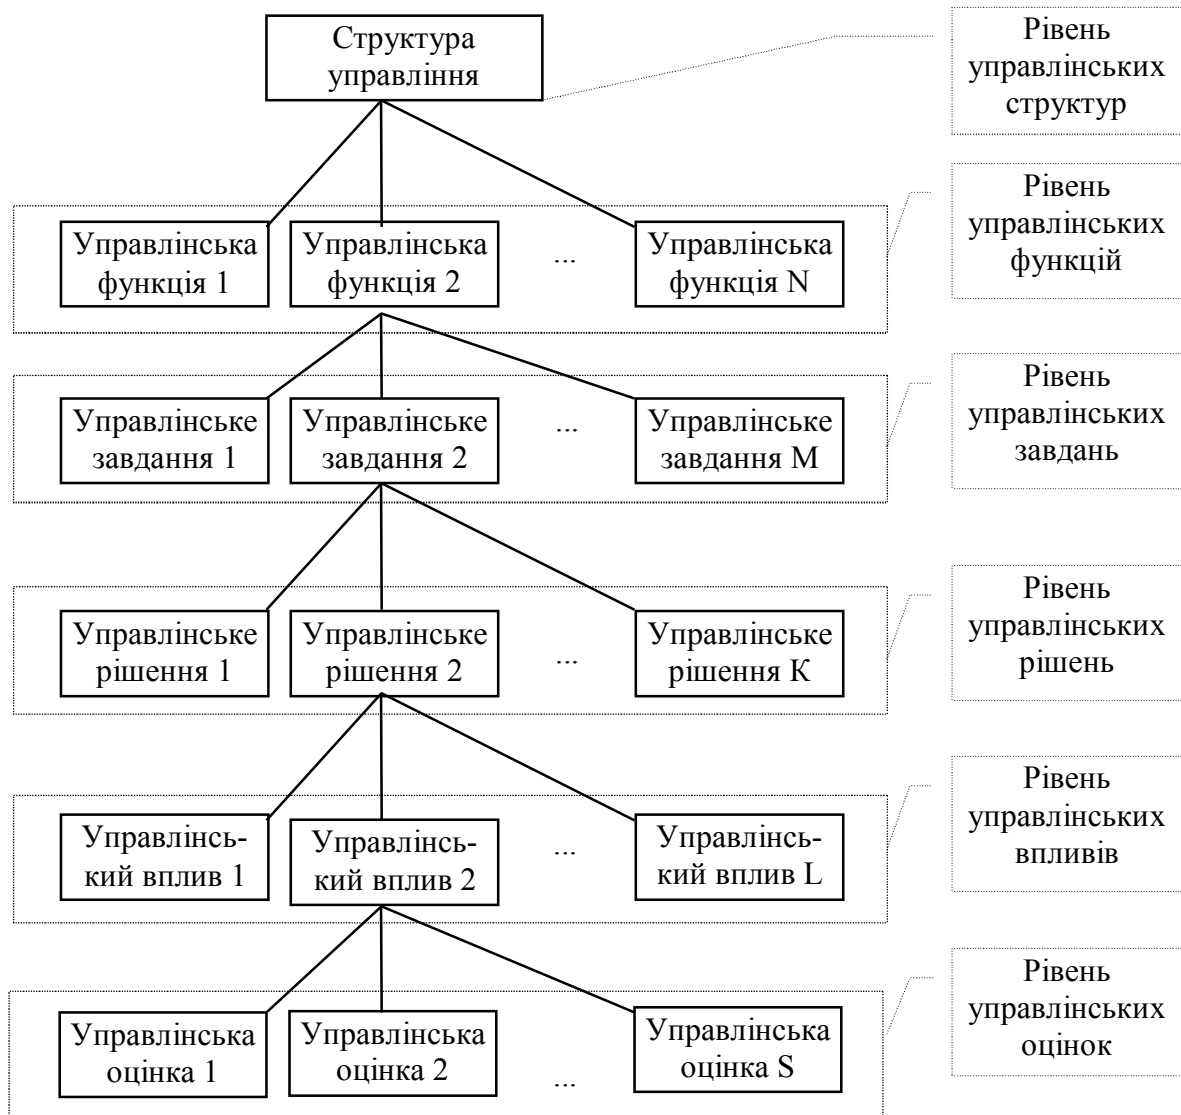 Структура
управління
Рівень
управлінських
структур
Рівень
управлінських
функцій
Управлінська
функція 1
Управлінська
функція 2
...
Управлінська
функція N
Рівень
управлінських
завдань
Управлінське
завдання 1
Управлінське
завдання 2
...
Управлінське
завдання М
Рівень
управлінських
рішень
Управлінське
рішення 1
Управлінське
рішення 2
...
Управлінське
рішення К
Рівень
управлінських
впливів
Управлінсь-
кий вплив 1
Управлінсь-
кий вплив 2
...
Управлінсь-
кий вплив L
Рівень
управлінських
оцінок
Управлінська
оцінка 1
Управлінська
оцінка 2
...
Управлінська
оцінка S